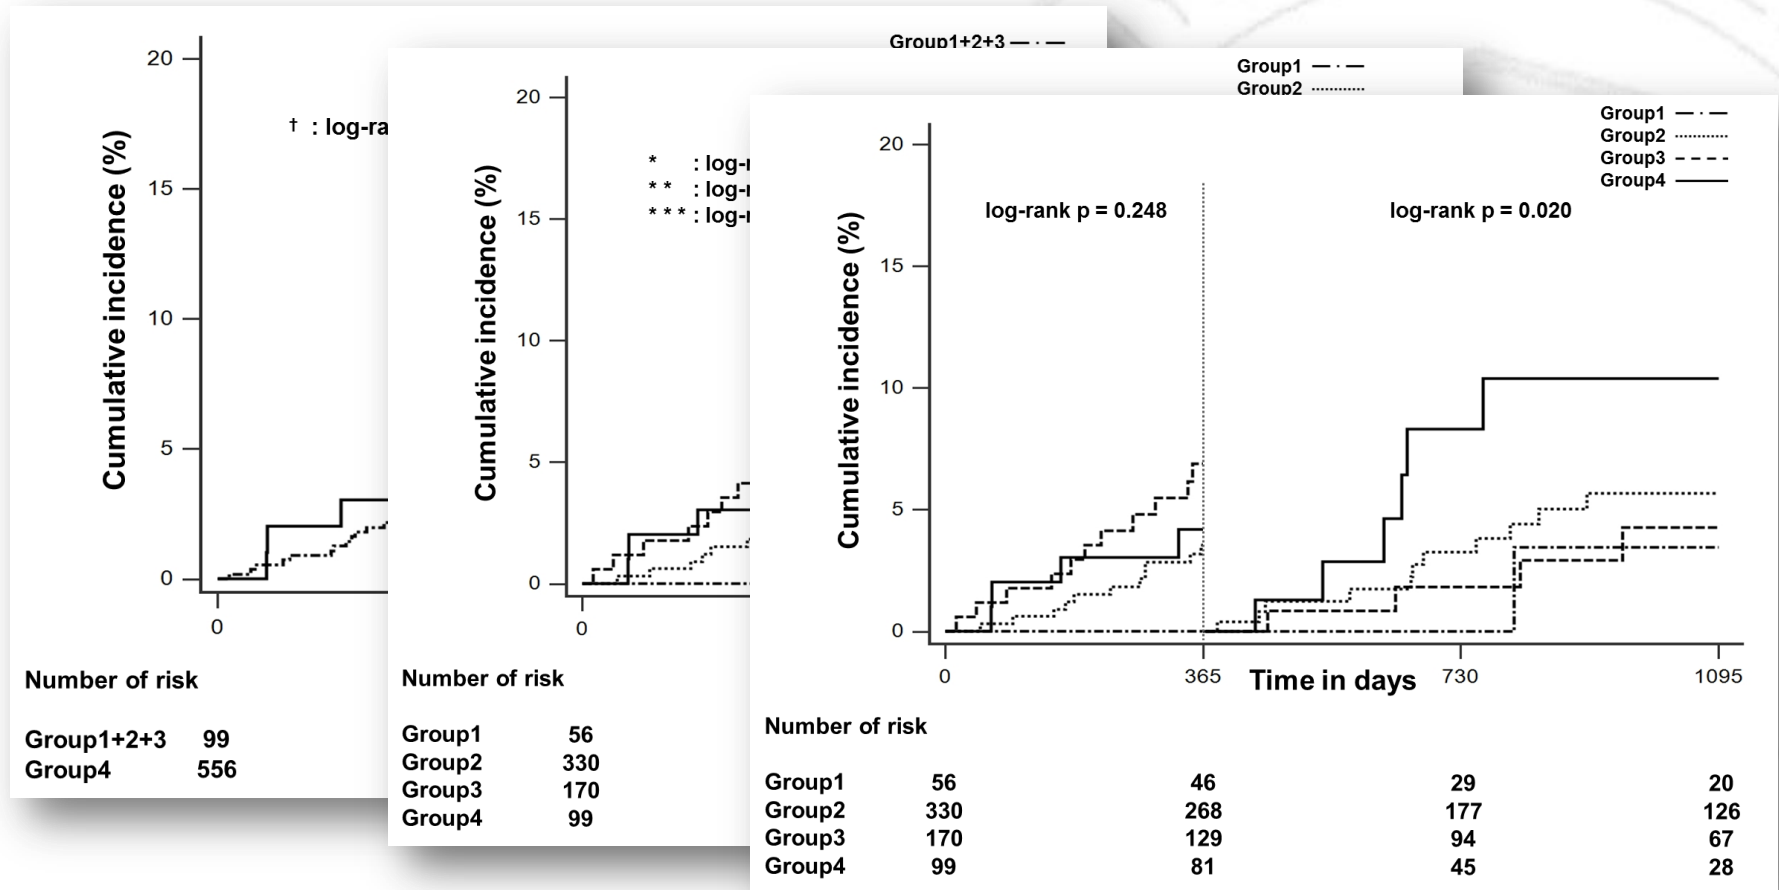 Group1+2+3
20
† : log-ra
15
10
5
0
Cumulative incidence (%)
0
Number of risk
Group1+2+3 99
Group4 556
Group1
Group2
20
* : log-r
** : log-r
*** : log-r
15
10
5
0
Cumulative incidence (%)
0
Number of risk
Group1 56
Group2 330
Group3 170
Group4 99
Group1
Group2
Group3
Group4
20
log-rank p = 0.248 log-rank p = 0.020
15
10
5
0
Cumulative incidence (%)
0 365 730 1095
Time in days
Number of risk
Group1 56 46 29 20
Group2 330 268 177 126
Group3 170 129 94 67
Group4 99 81 45 28